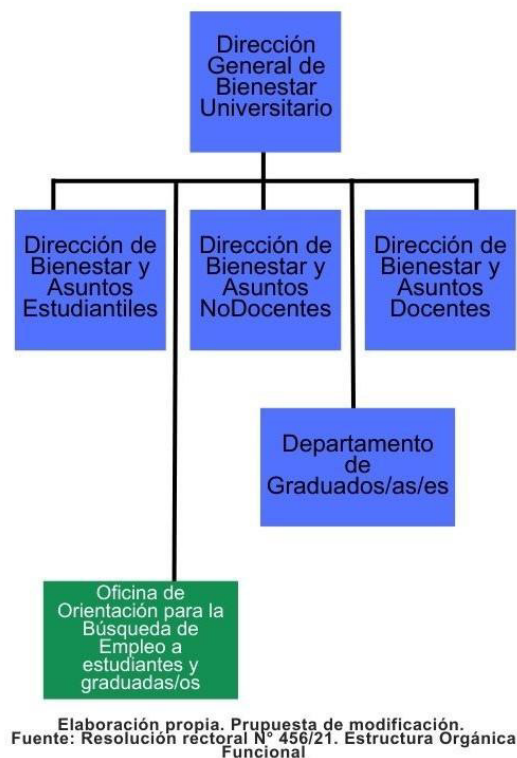 Dirección
General de
Bienestar
Universitario
Dirección de
Bienestar y
Asuntos
Estudiantiles
Dirección de
Bienestar y
Asuntos
NoDocentes
Dirección de
Bienestar y
Asuntos
Docentes
Departamento
de
Graduados/as/es
Oficina de
Orientación para la
Búsqueda de
Empleo a
estudiantes y
graduadas/os
Elaboración propia. Prupuesta de modificación.
Fuente: Resolución rectoral N° 456/21. Estructura Orgánica
Funcional